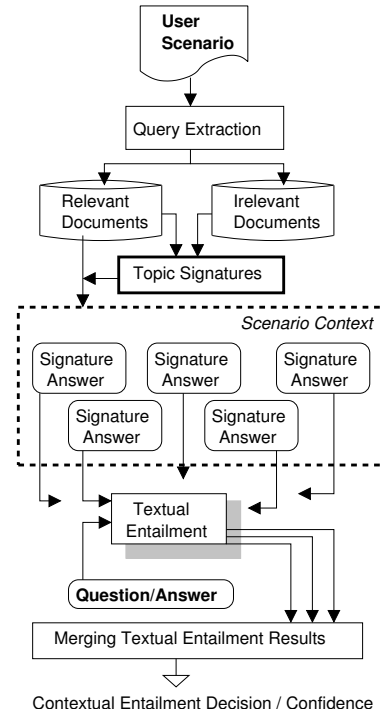 User
Scenario
Query Extraction
Relevant
Documents
Irelevant
Documents
Topic Signatures
Scenario Context
Signature
Answer
Signature
Answer
Signature
Answer
Signature
Answer
Signature
Answer
Textual
Entailment
Question/Answer
Merging Textual Entailment Results
Contextual Entailment Decision / Confidence